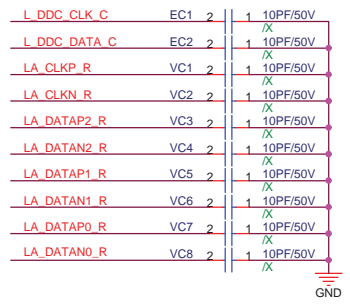 L_DDC_CLK_C EC1 2 1 10PF/50V
/X
L_DDC_DATA_C EC2 2 1 10PF/50V
/X
LA_CLKP_R VC1 2 1 10PF/50V
/X
LA_CLKN_R VC2 2 1 10PF/50V
/X
LA_DATAP2_R VC3 2 1 10PF/50V
/X
LA_DATAN2_R VC4 2 1 10PF/50V
/X
LA_DATAP1_R VC5 2 1 10PF/50V
/X
LA_DATAN1_R VC6 2 1 10PF/50V
/X
LA_DATAP0_R VC7 2 1 10PF/50V
/X
LA_DATAN0_R VC8 2 1 10PF/50V
/X
GND